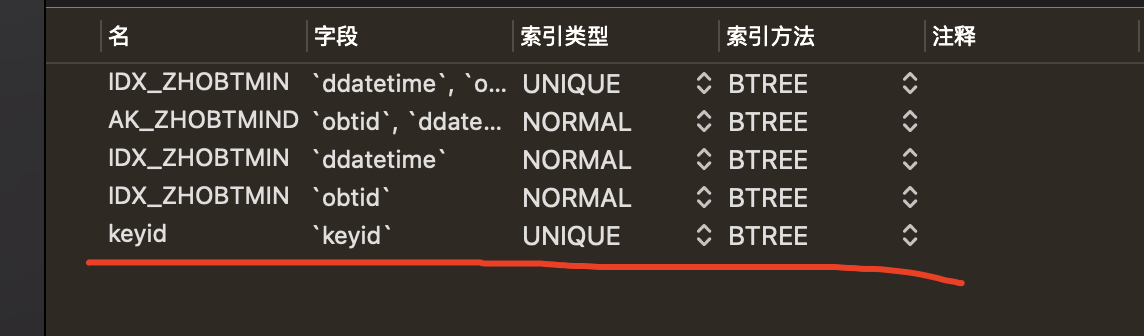 名 字段 索引类型 索引方法 注释
IDX_ZHOBTMIN `ddatetime`, `o... UNIQUE BTREE
AK_ZHOBTMIND `obtid`, `ddate... NORMAL BTREE
IDX_ZHOBTMIN `ddatetime` NORMAL BTREE
IDX_ZHOBTMIN `obtid` NORMAL BTREE
keyid `keyid` UNIQUE BTREE